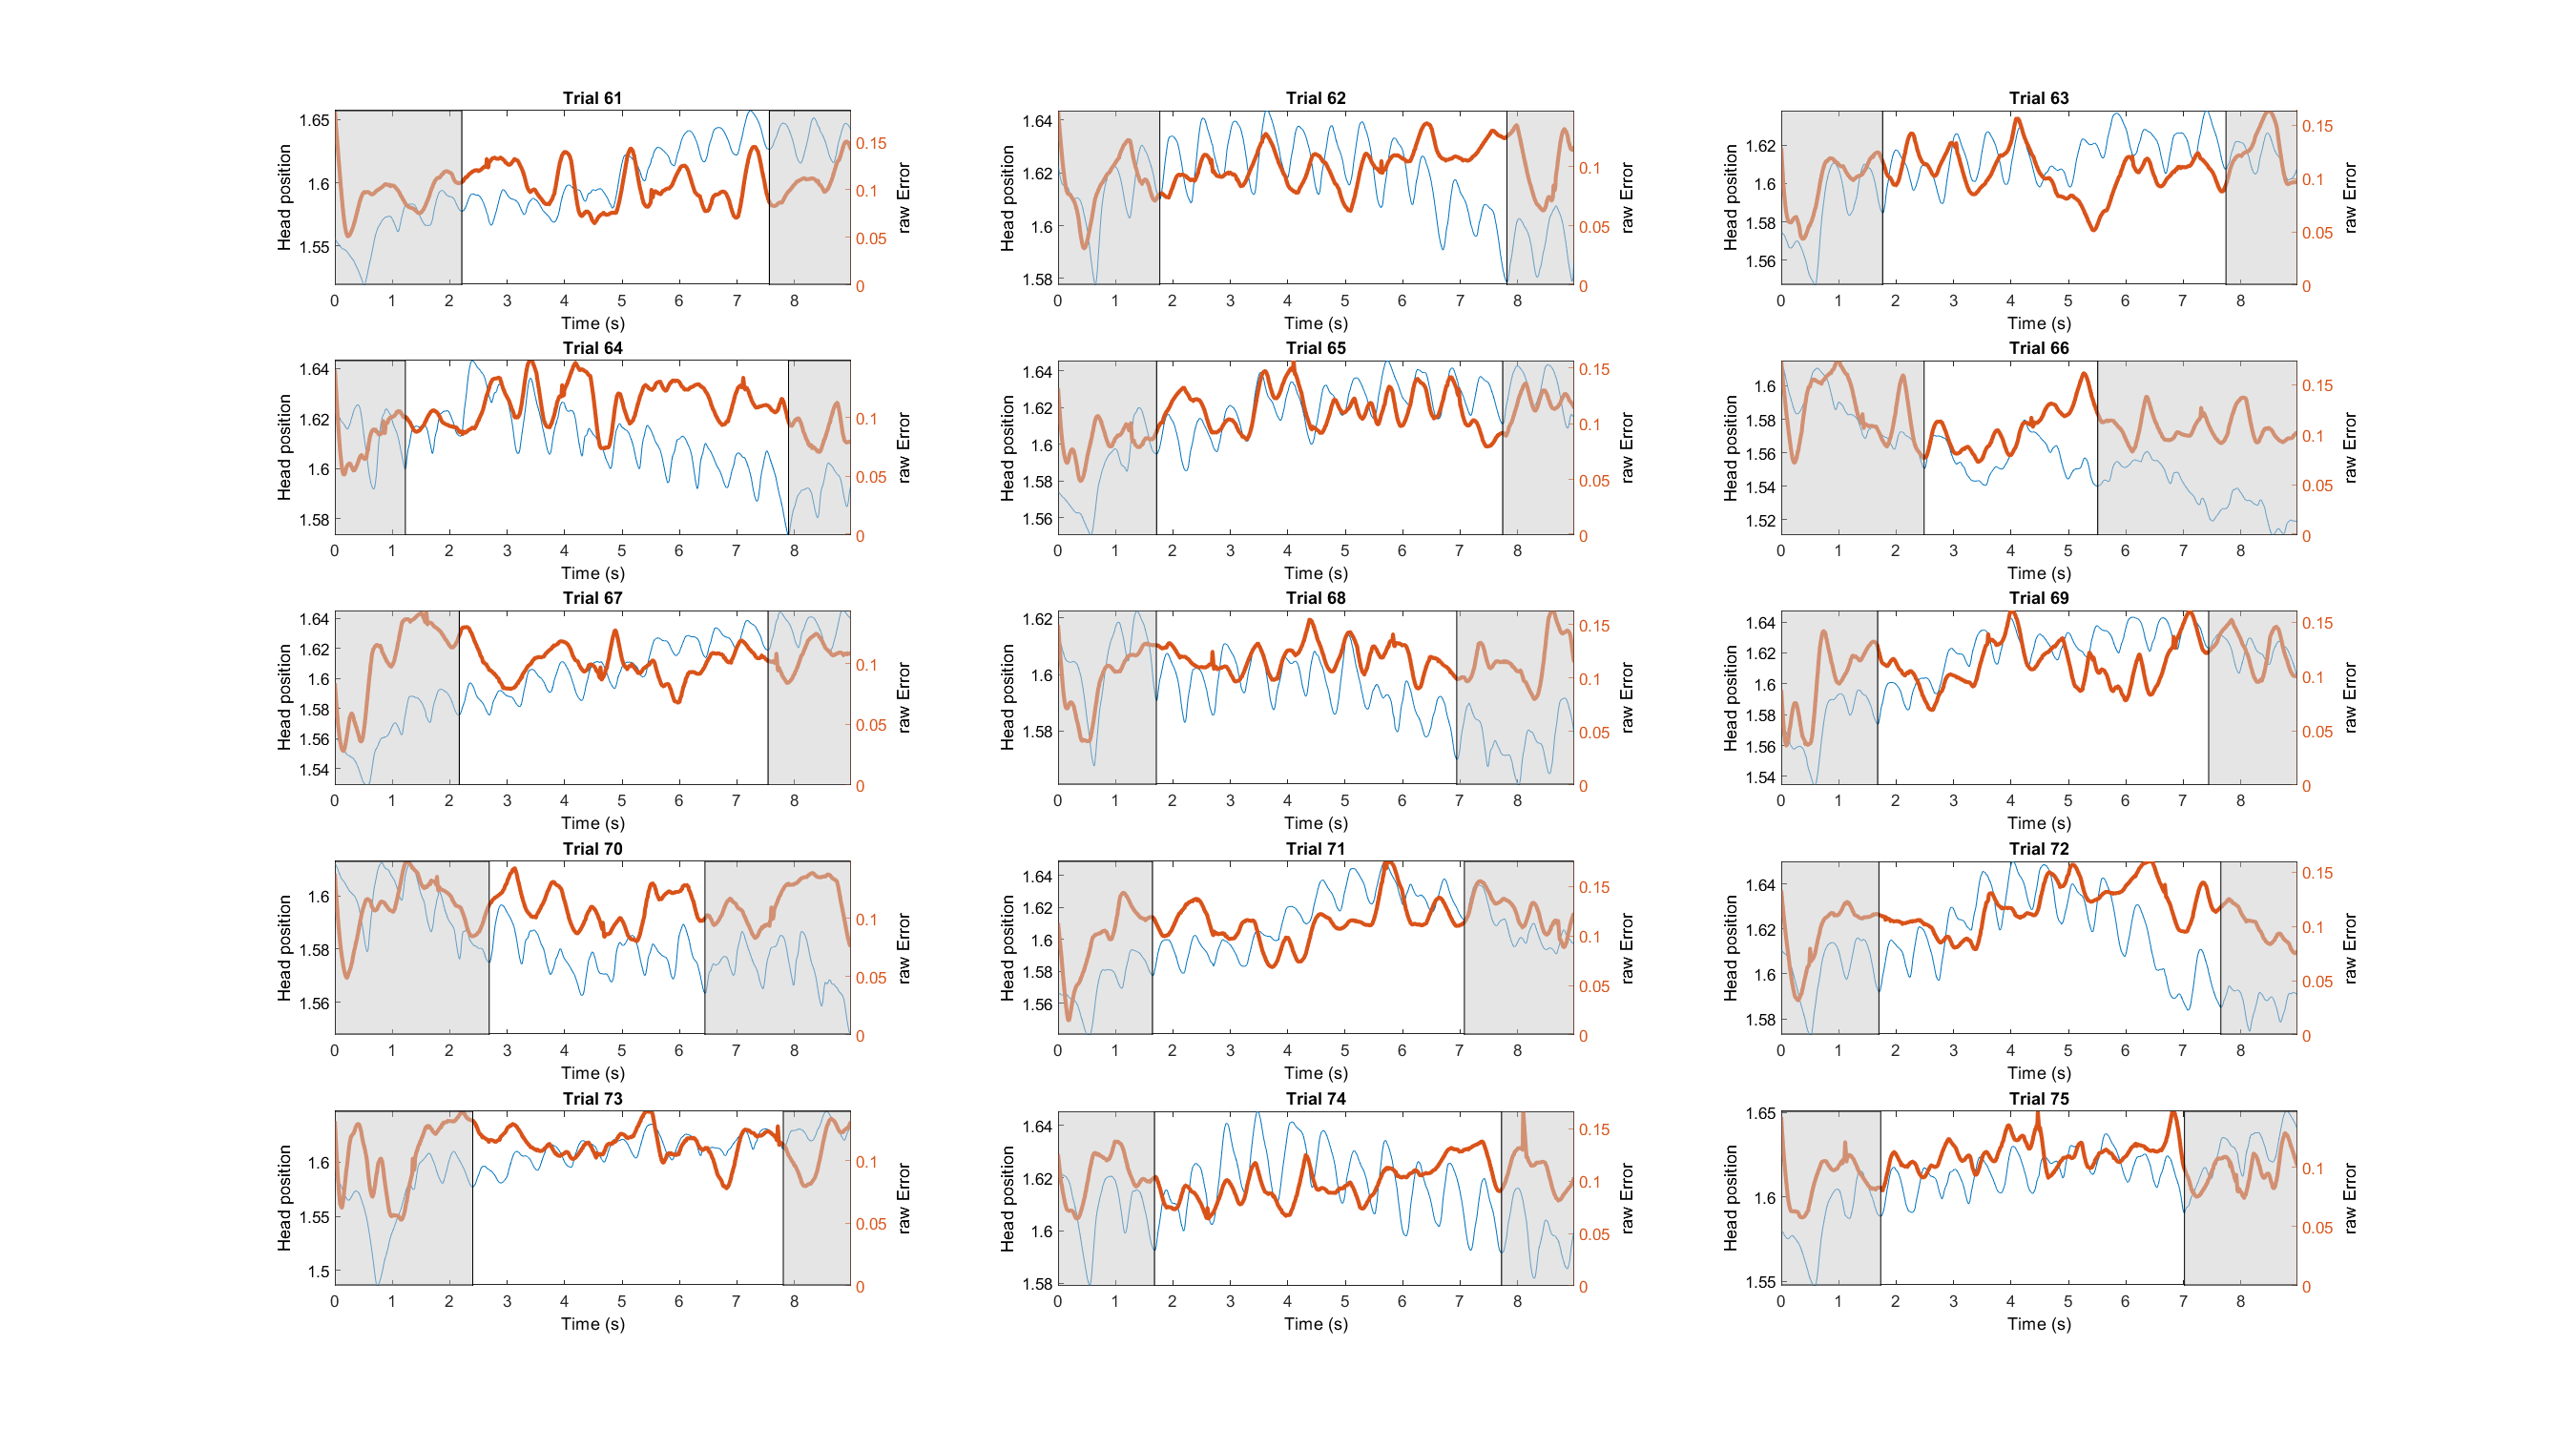 Trial 61
Head position
1.65
1.6
1.55
0.15
0.1
0.05
0
raw Error
0 1 2 3 4 5 6 7 8
Time (s)
Trial 62
Head position
1.64
1.62
1.6
1.58
0.1
0.05
0
raw Error
0 1 2 3 4 5 6 7 8
Time (s)
Trial 63
Head position
1.62
1.6
1.58
1.56
0.15
0.1
0.05
0
raw Error
0 1 2 3 4 5 6 7 8
Time (s)
Trial 64
Head position
1.64
1.62
1.6
1.58
0.1
0.05
0
raw Error
0 1 2 3 4 5 6 7 8
Time (s)
Trial 65
Head position
1.64
1.62
1.6
1.58
1.56
0.15
0.1
0.05
0
raw Error
0 1 2 3 4 5 6 7 8
Time (s)
Trial 66
Head position
1.6
1.58
1.56
1.54
1.52
0.15
0.1
0.05
0
raw Error
0 1 2 3 4 5 6 7 8
Time (s)
Trial 67
Head position
1.64
1.62
1.6
1.58
1.56
1.54
0.1
0.05
0
raw Error
0 1 2 3 4 5 6 7 8
Time (s)
Trial 68
Head position
1.62
1.6
1.58
0.15
0.1
0.05
0
raw Error
0 1 2 3 4 5 6 7 8
Time (s)
Trial 69
Head position
1.64
1.62
1.6
1.58
1.56
1.54
0.15
0.1
0.05
0
raw Error
0 1 2 3 4 5 6 7 8
Time (s)
Trial 70
Head position
1.6
1.58
1.56
0.1
0.05
0
raw Error
0 1 2 3 4 5 6 7 8
Time (s)
Trial 71
Head position
1.64
1.62
1.6
1.58
1.56
0.15
0.1
0.05
0
raw Error
0 1 2 3 4 5 6 7 8
Time (s)
Trial 72
Head position
1.64
1.62
1.6
1.58
0.15
0.1
0.05
0
raw Error
0 1 2 3 4 5 6 7 8
Time (s)
Trial 73
Head position
1.6
1.55
1.5
0.1
0.05
0
raw Error
0 1 2 3 4 5 6 7 8
Time (s)
Trial 74
Head position
1.64
1.62
1.6
1.58
0.15
0.1
0.05
0
raw Error
0 1 2 3 4 5 6 7 8
Time (s)
Trial 75
Head position
1.65
1.6
1.55
0.1
0.05
0
raw Error
0 1 2 3 4 5 6 7 8
Time (s)